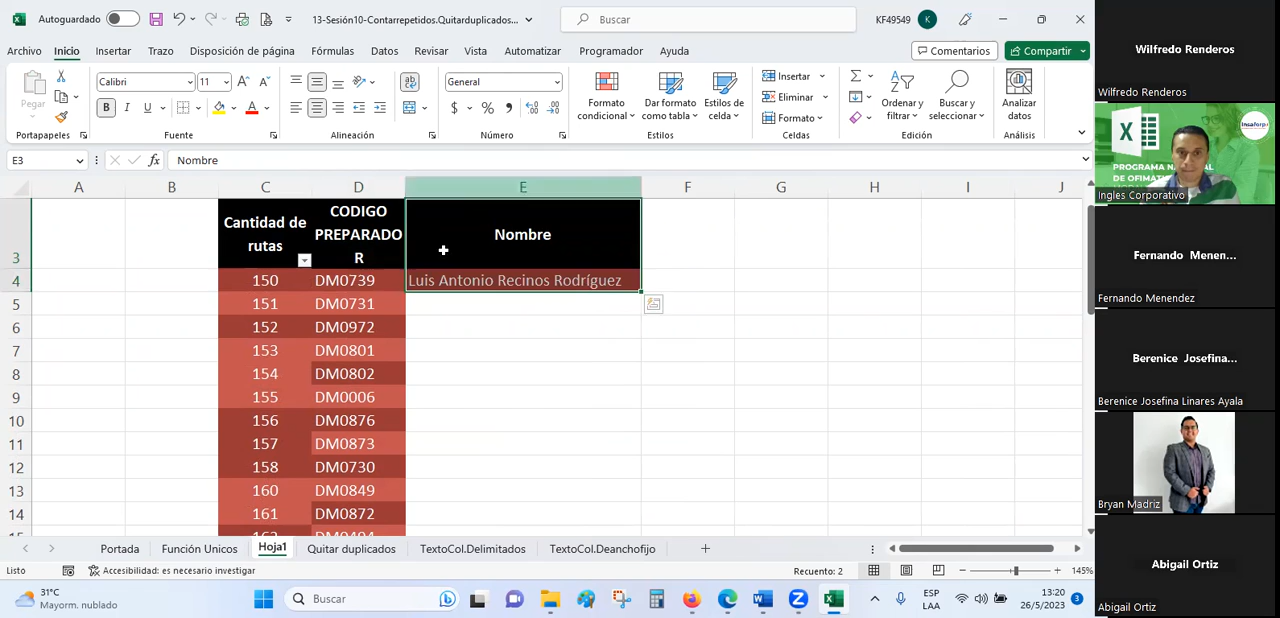 Autoguardado
13-Sesión10-Contarrepetidos.Quitarduplicados...
Buscar
KF49549
K
Archivo Inicio Insertar Trazo Disposición de página Fórmulas Datos Revisar Vista Automatizar Programador Ayuda
Comentarios
Compartir
Pegar
Portapapeles
Calibri
11
N
K
S
Fuente
Alineación
General
Número
Formato condicional
Dar formato como tabla
Estilos de celda
Estilos
Insertar
Eliminar
Formato
Celdas
Ordenar y filtrar
Buscar y seleccionar
Edición
Analizar datos
Análisis
E3
fx
Nombre
A B C D E F G H I J
3 Cantidad de rutas CODIGO PREPARADOR Nombre
4 150 DM0739 Luis Antonio Recinos Rodríguez
5 151 DM0731
6 152 DM0972
7 153 DM0801
8 154 DM0802
9 155 DM0006
10 156 DM0876
11 157 DM0873
12 158 DM0730
13 160 DM0849
14 161 DM0872
Portada Función Unicos Hoja1 Quitar duplicados TextoCol.Delimitados TextoCol.Deanchofijo
Listo
Accesibilidad: es necesario investigar
Recuento: 2
145%
31°C
Mayorm. nublado
Buscar
ESP
LAA
13:20
26/5/2023
3
Wilfredo Renderos
Wilfredo Renderos
PROGRAMA
DE OFIMATI
Insaforp
Ingles Corporativo
Fernando Menen...
Fernando Menendez
Berenice Josefina...
Berenice Josefina Linares Ayala
Bryan Madriz
Abigail Ortiz
Abigail Ortiz